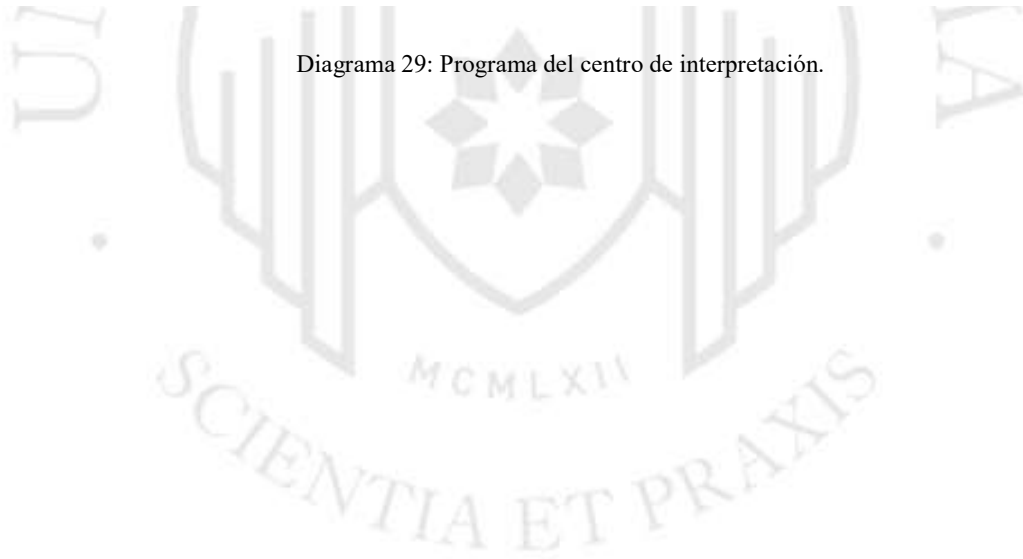 Diagrama 29: Programa del centro de interpretación.
MCMLXII
SCIENTIA ET PRAXIS